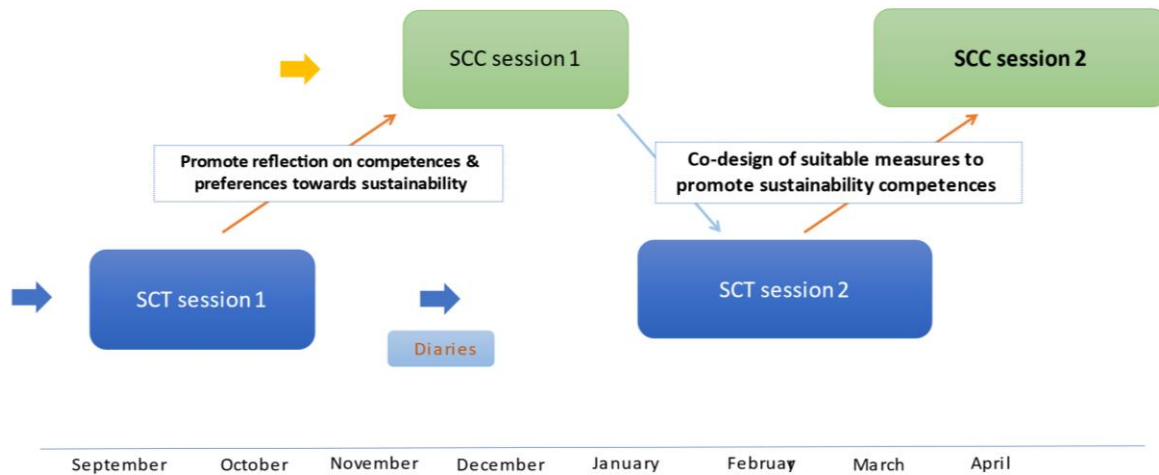 SCC session 1
SCC session 2
Promote reflection on competences &
preferences towards sustainability
Co-design of suitable measures to
promote sustainability competences
SCT session 1
SCT session 2
Diaries
September October November December January February March April